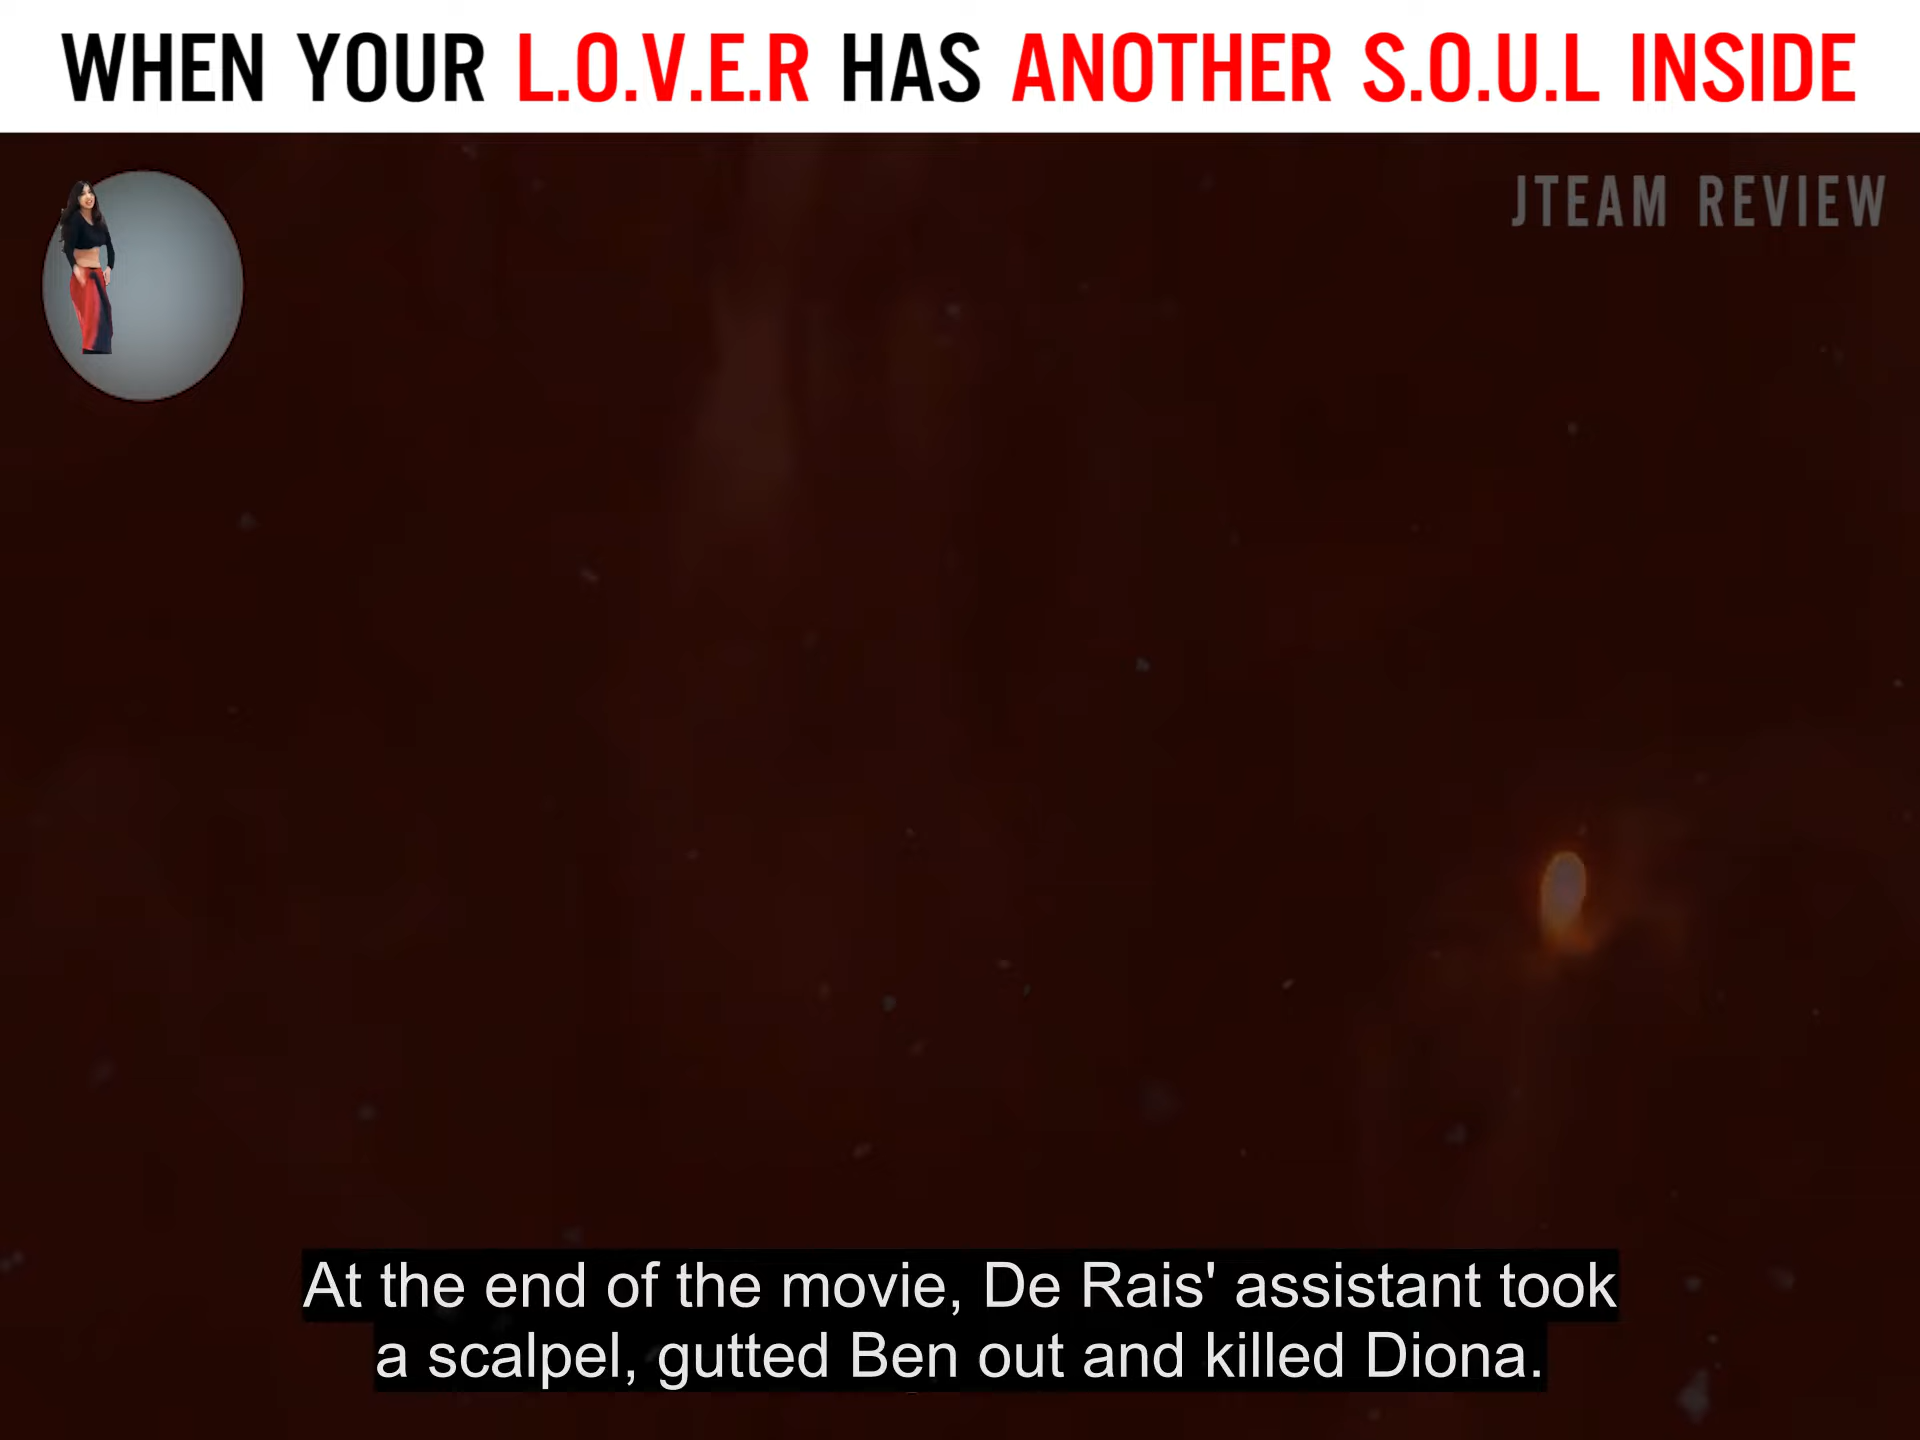 WHEN YOUR L.O.V.E.R HAS ANOTHER S.O.U.L INSIDE
JTEAM REVIEW
At the end of the movie, De Rais' assistant took
a scalpel, gutted Ben out and killed Diona.